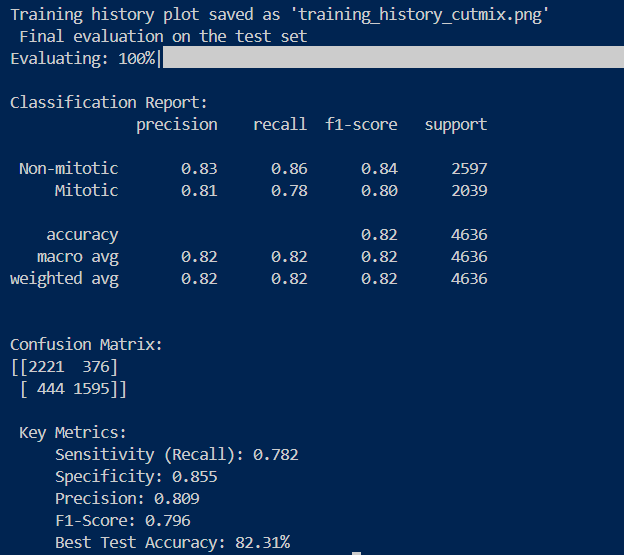 Training history plot saved as 'training_history_cutmix.png'
Final evaluation on the test set
Evaluating: 100%|
Classification Report:
precision recall f1-score support
Non-mitotic 0.83 0.86 0.84 2597
Mitotic 0.81 0.78 0.80 2039
accuracy 0.82 4636
macro avg 0.82 0.82 0.82 4636
weighted avg 0.82 0.82 0.82 4636
Confusion Matrix:
[[2221 376]
[ 444 1595]]
Key Metrics:
Sensitivity (Recall): 0.782
Specificity: 0.855
Precision: 0.809
F1-Score: 0.796
Best Test Accuracy: 82.31%